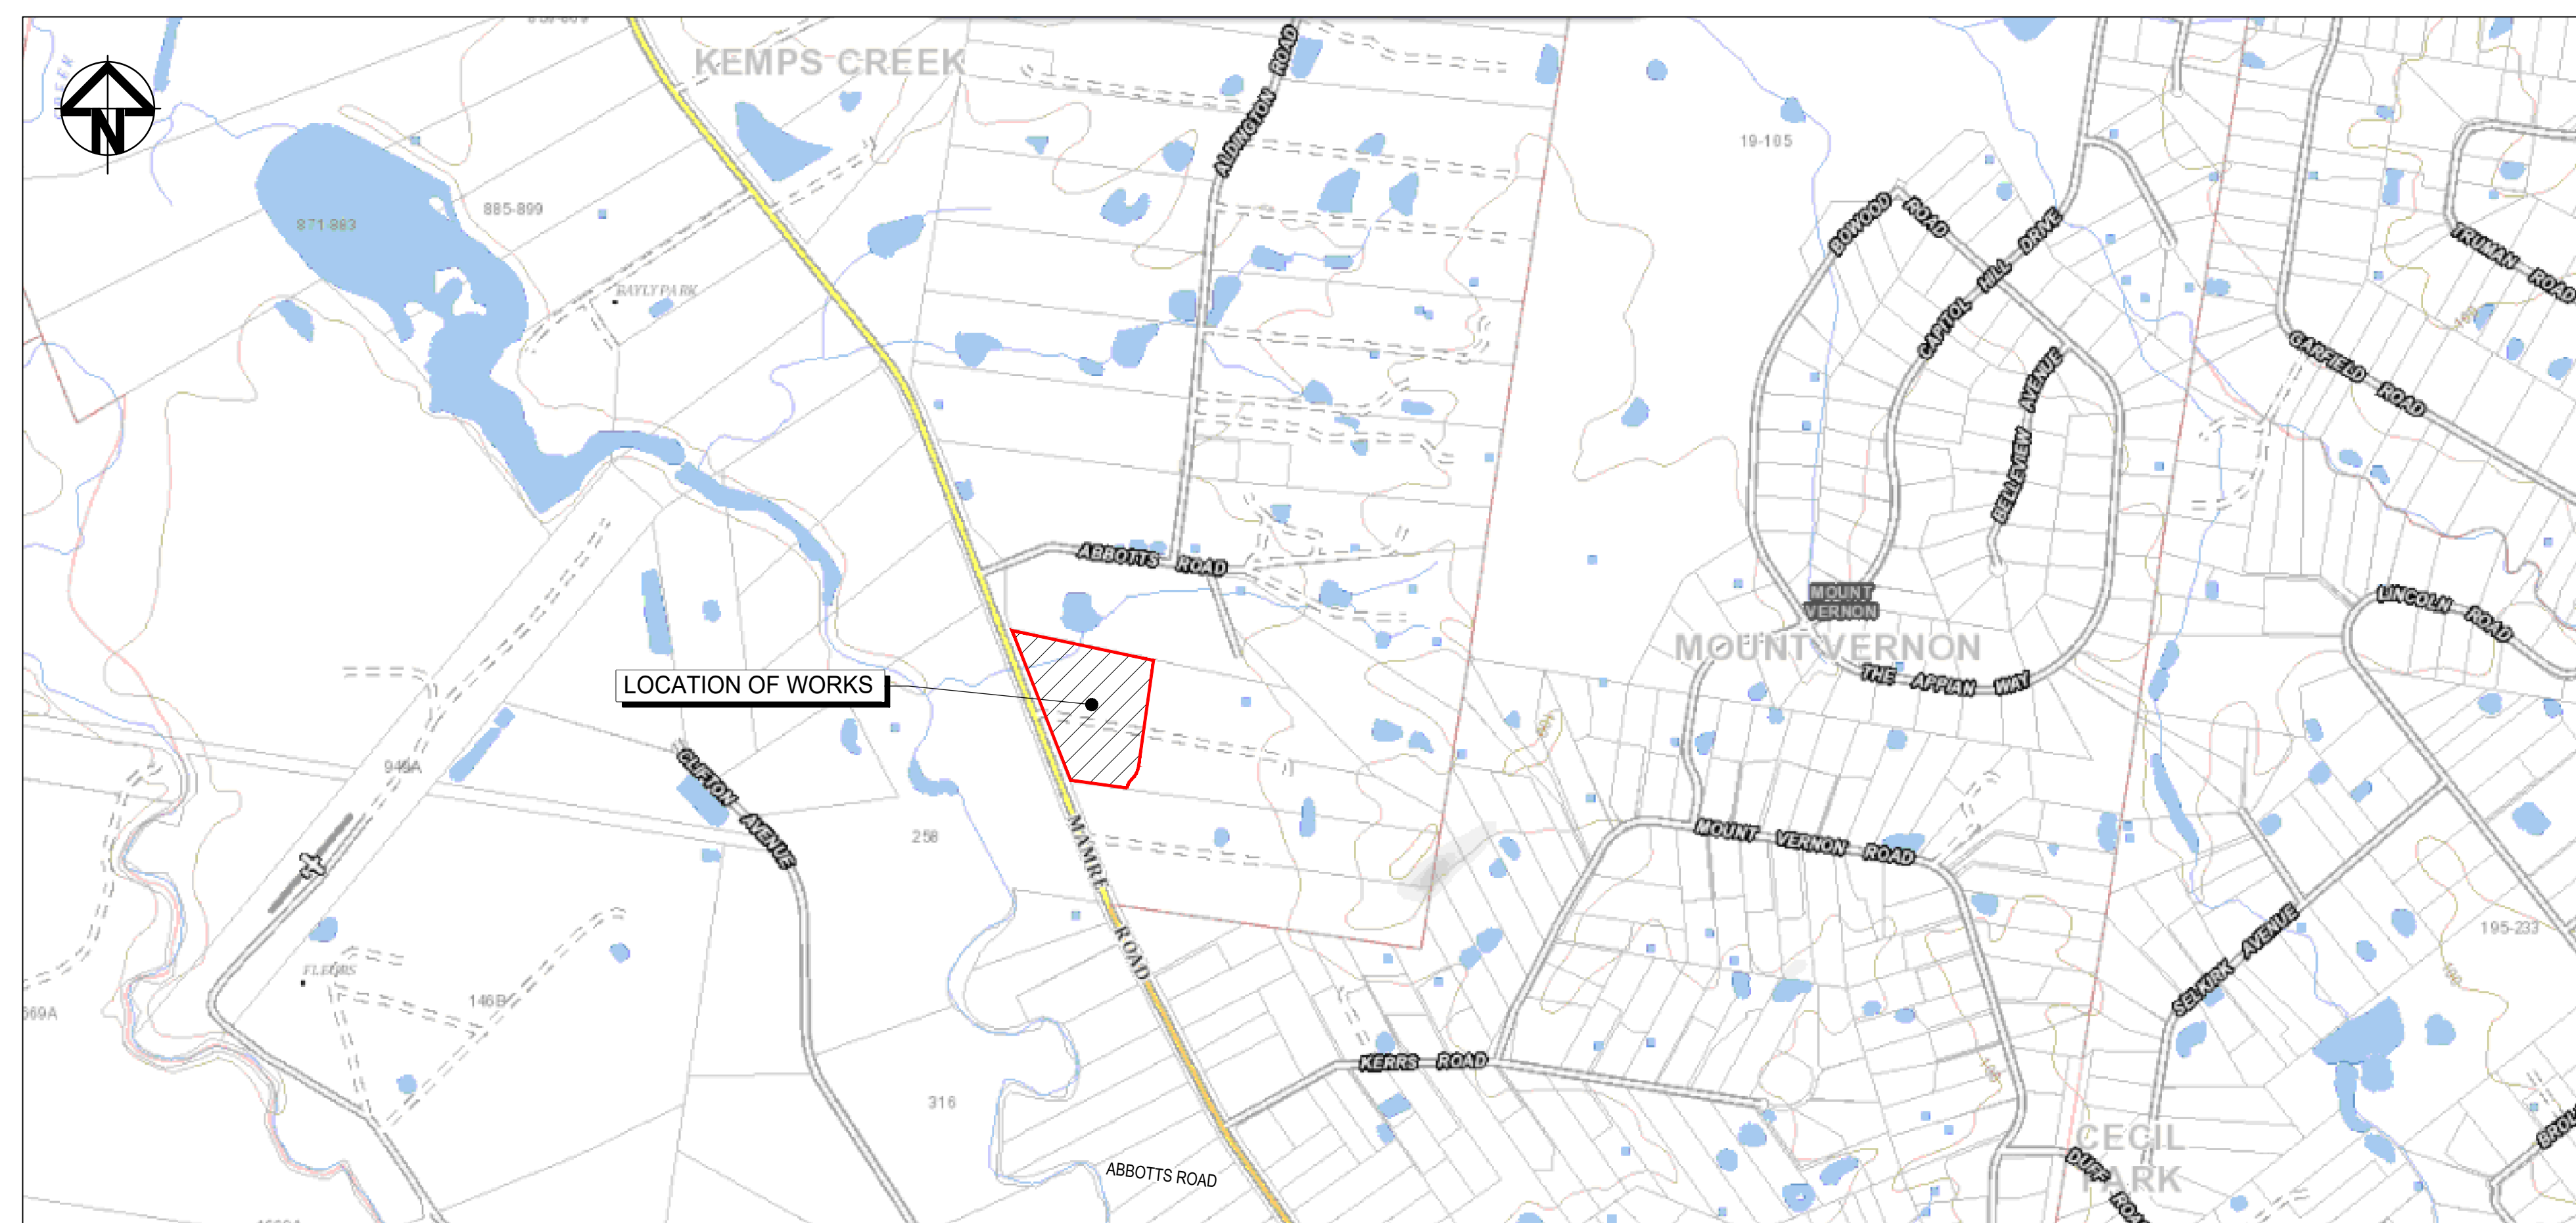 KEMPS CREEK
ALDINGTON ROAD
N
19-105
871-883
885-899
BAYLY PARK
BOWOOD ROAD
CAPITOL HILL DRIVE
TRUMAN ROAD
GARFIELD ROAD
BELLEVIEW AVENUE
ABBOTTS ROAD
MOUNT
VERNON
MOUNT VERNON
LINCOLN ROAD
LOCATION OF WORKS
THE APPIAN WAY
949A
CLIFTON AVENUE
258
MAMRE ROAD
MOUNT VERNON ROAD
195-233
SELKIRK AVENUE
FLEURS
146B
KERRS ROAD
316
ABBOTTS ROAD
CECIL
PARK
DUFF ROAD